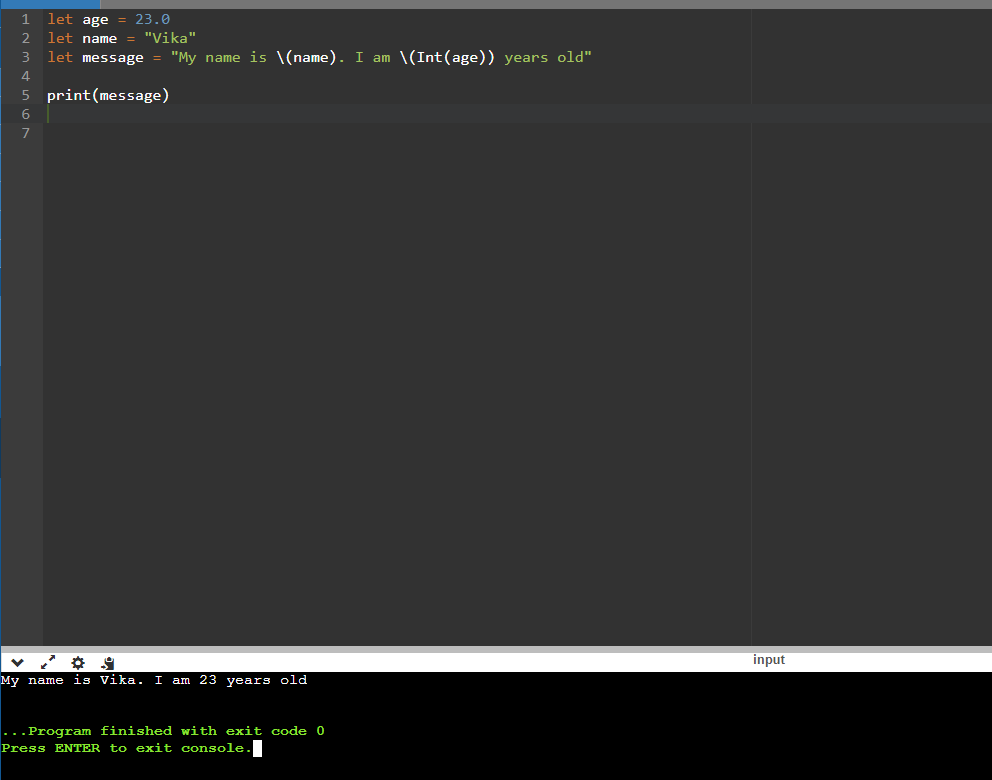 1 let age = 23.0
2 let name = "Vika"
3 let message = "My name is \(name). I am \(Int(age)) years old"
4
5 print(message)
6
7
input
My name is Vika. I am 23 years old
...Program finished with exit code 0
Press ENTER to exit console.